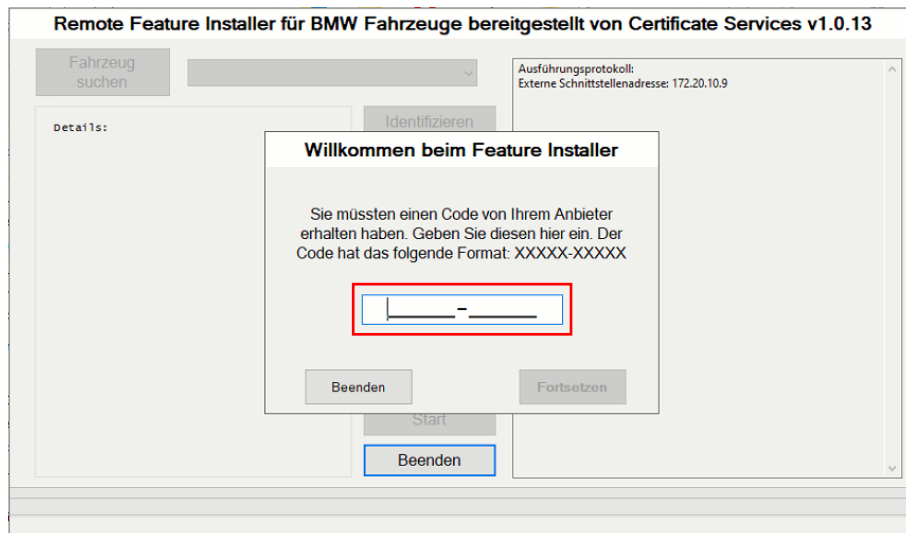 Remote Feature Installer für BMW Fahrzeuge bereitgestellt von Certificate Services v1.0.13
Fahrzeug
suchen
Details:
Identifizieren
Ausführungsprotokoll:
Externe Schnittstellenadresse: 172.20.10.9
Willkommen beim Feature Installer
Sie müssten einen Code von Ihrem Anbieter
erhalten haben. Geben Sie diesen hier ein. Der
Code hat das folgende Format: XXXXX-XXXXX
_____-_____
Beenden
Fortsetzen
Start
Beenden